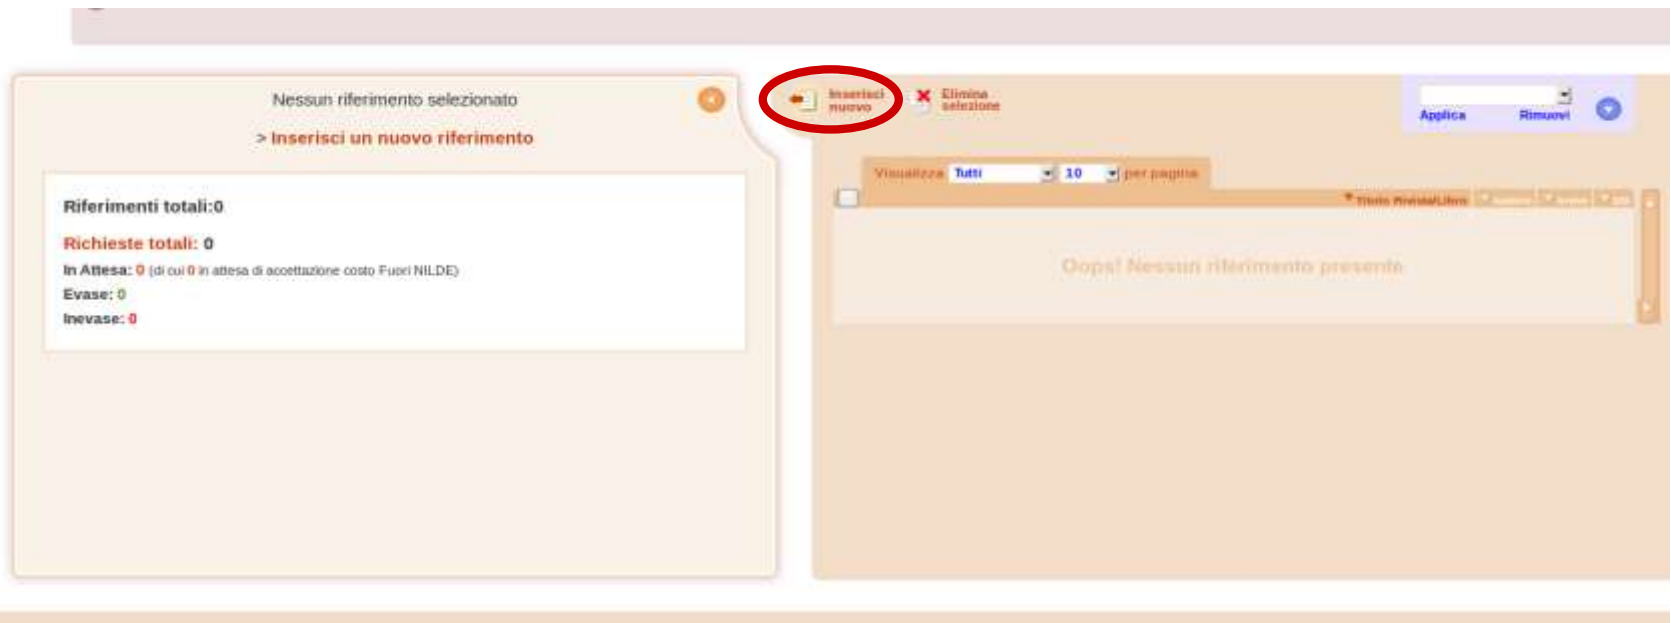 Nessun riferimento selezionato
> Inserisci un nuovo riferimento
Riferimenti totali:0
Richieste totali: 0
In Attesa: 0 (di cui 0 in attesa di accettazione costo Fuori NILDE)
Evase: 0
Inevase: 0
Inserisci
nuovo
Elimina
selezione
Applica Rimuovi
Visualizza Tutti 10 per pagina
Titolo Rivista/Libro
Oops! Nessun riferimento presente